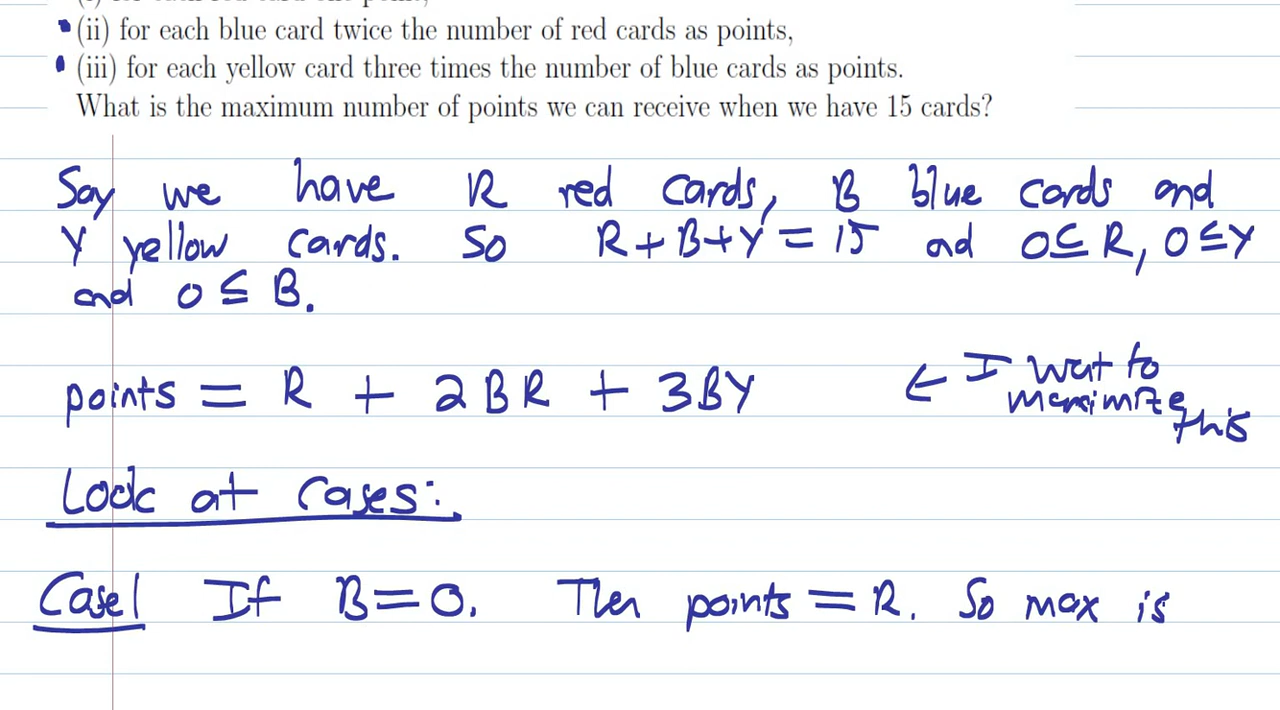 (ii) for each blue card twice the number of red cards as points,
(iii) for each yellow card three times the number of blue cards as points.
What is the maximum number of points we can receive when we have 15 cards?
Say we have R red cards, B blue cards and
Y yellow cards. So R+B+Y = 15 and 0≤R, 0≤Y
and 0 ≤ B.
points = R + 2BR + 3BY ← I want to
maximize
this
Look at cases:
Case 1 If B=0. Then points = R. So max is